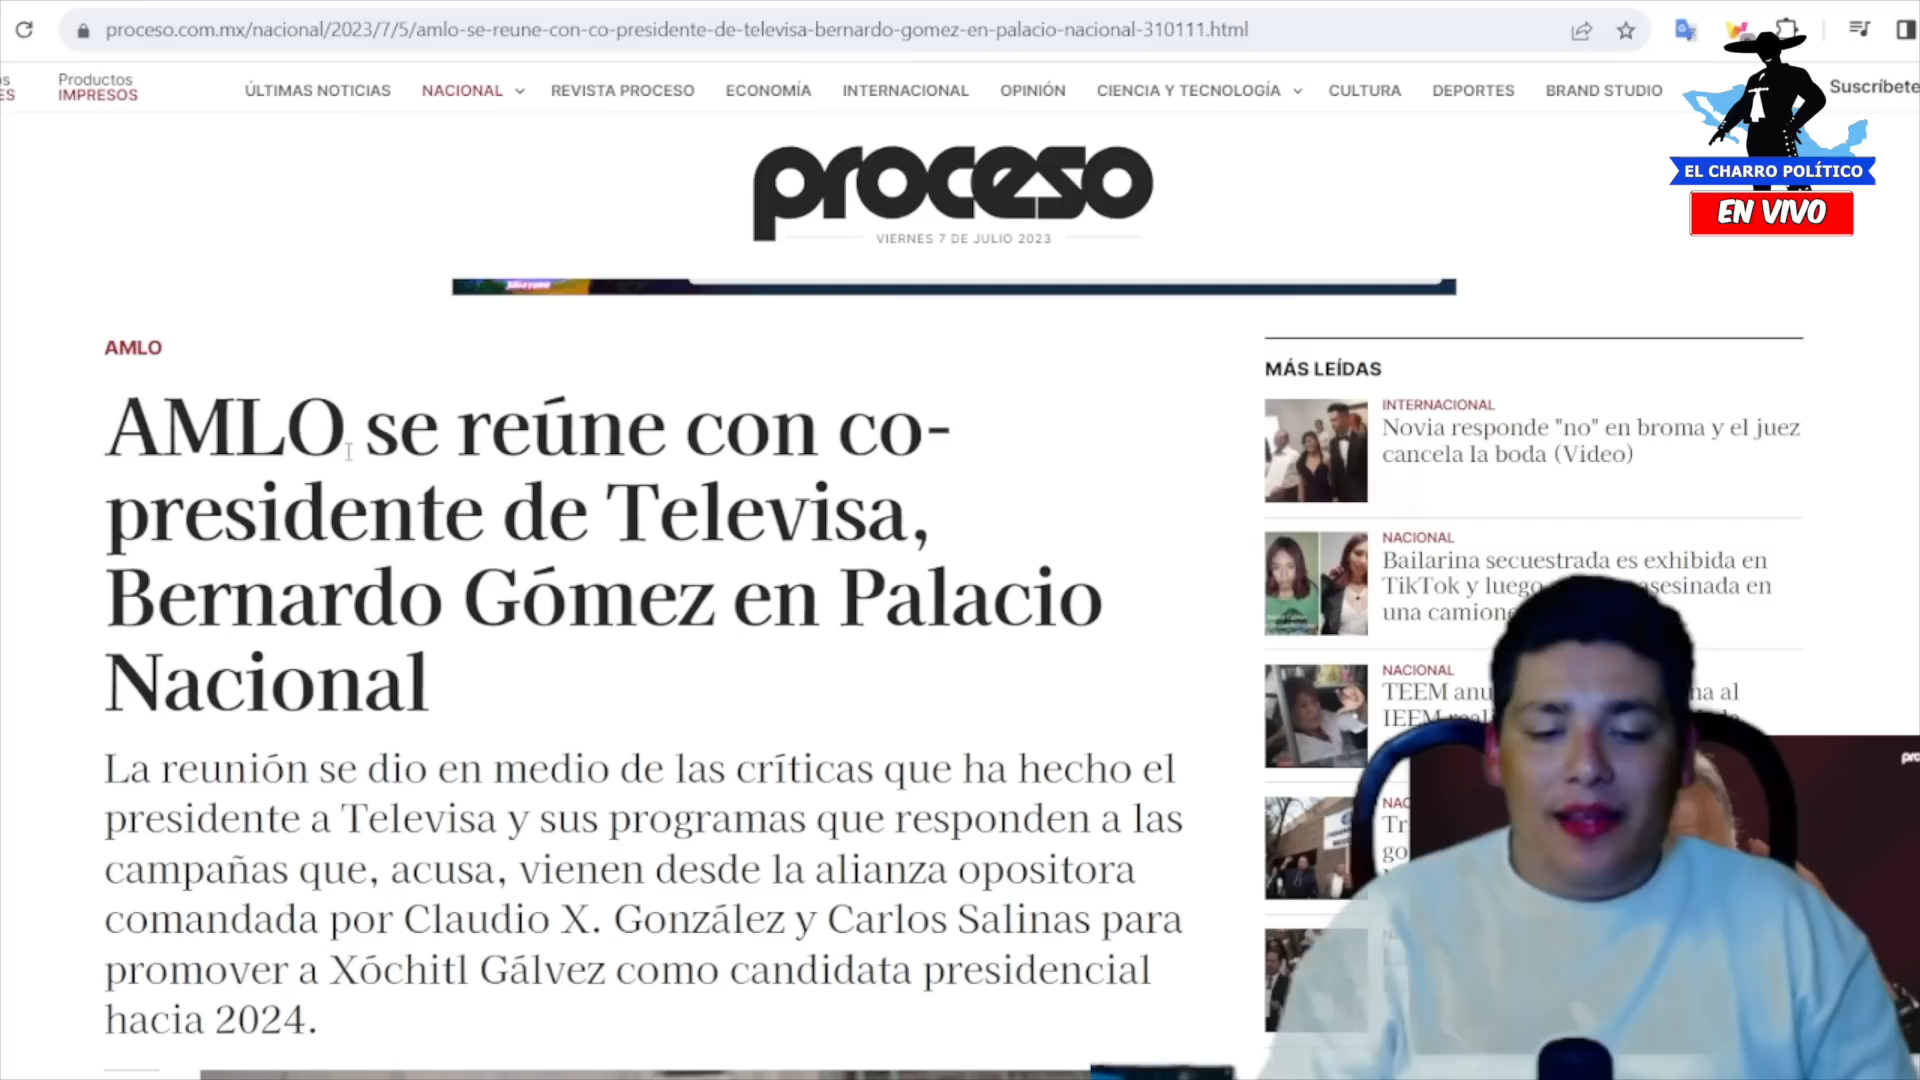 proceso.com.mx/nacional/2023/7/5/amlo-se-reune-con-co-presidente-de-televisa-bernardo-gomez-en-palacio-nacional-310111.html
Productos
IMPRESOS
ÚLTIMAS NOTICIAS
NACIONAL
REVISTA PROCESO
ECONOMÍA
INTERNACIONAL
OPINIÓN
CIENCIA Y TECNOLOGÍA
CULTURA
DEPORTES
BRAND STUDIO
Suscríbete
EL CHARRO POLÍTICO
EN VIVO
proceso
VIERNES 7 DE JULIO 2023
AMLO
AMLO se reúne con co-
presidente de Televisa,
Bernardo Gómez en Palacio
Nacional
La reunión se dio en medio de las críticas que ha hecho el
presidente a Televisa y sus programas que responden a las
campañas que, acusa, vienen desde la alianza opositora
comandada por Claudio X. González y Carlos Salinas para
promover a Xóchitl Gálvez como candidata presidencial
hacia 2024.
MÁS LEÍDAS
INTERNACIONAL
Novia responde "no" en broma y el juez
cancela la boda (Video)
NACIONAL
Bailarina secuestrada es exhibida en
TikTok y luego asesinada en
una
NACIONAL
TEEM al
IEEM